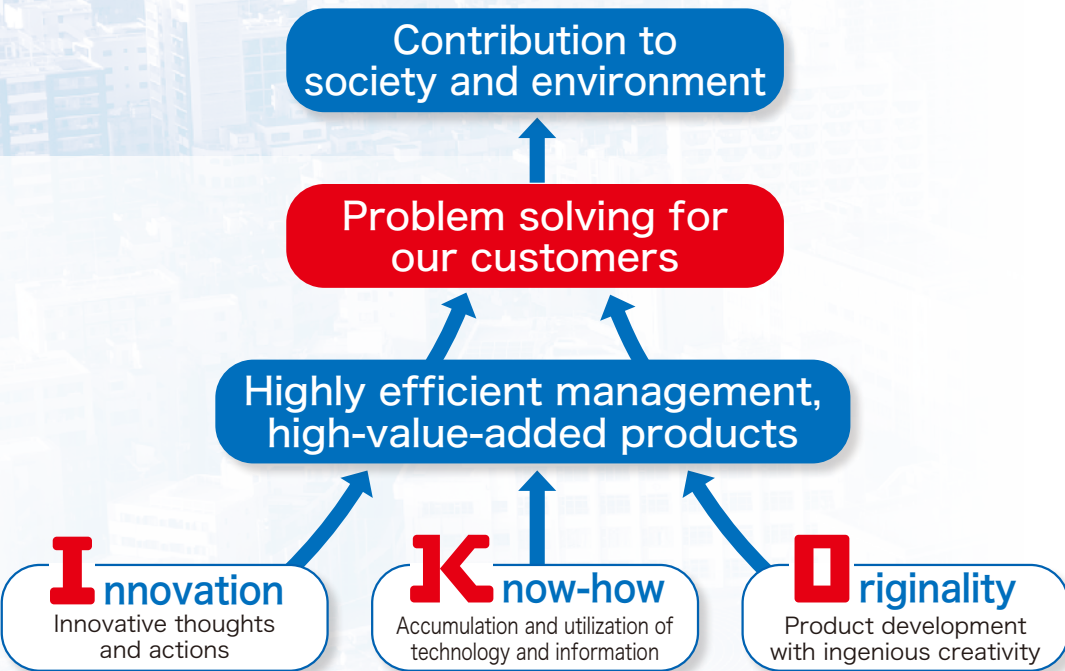 Contribution to
society and environment
Problem solving for
our customers
Highly efficient management,
high-value-added products
Innovation
Innovative thoughts
and actions
Know-how
Accumulation and utilization of
technology and information
Originality
Product development
with ingenious creativity